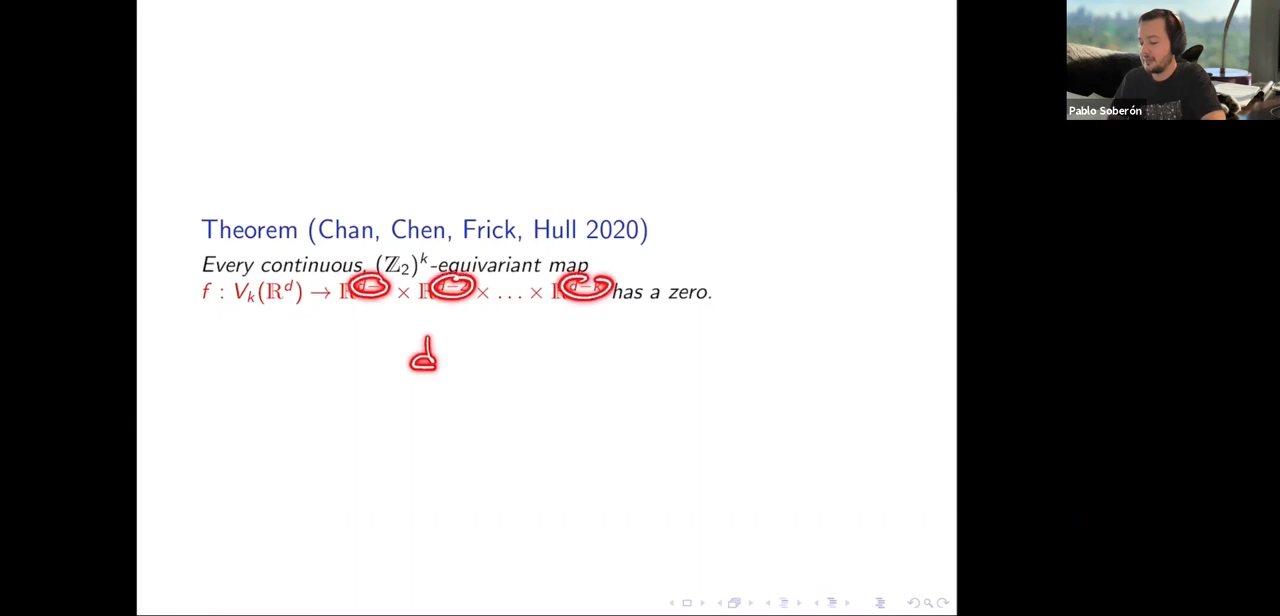 Pablo Soberón
Theorem (Chan, Chen, Frick, Hull 2020)
Every continuous, (ℤ₂)ᵏ-equivariant map
f : Vₖ(ℝᵈ) → ℝ × ℝ × … × ℝ has a zero.
d